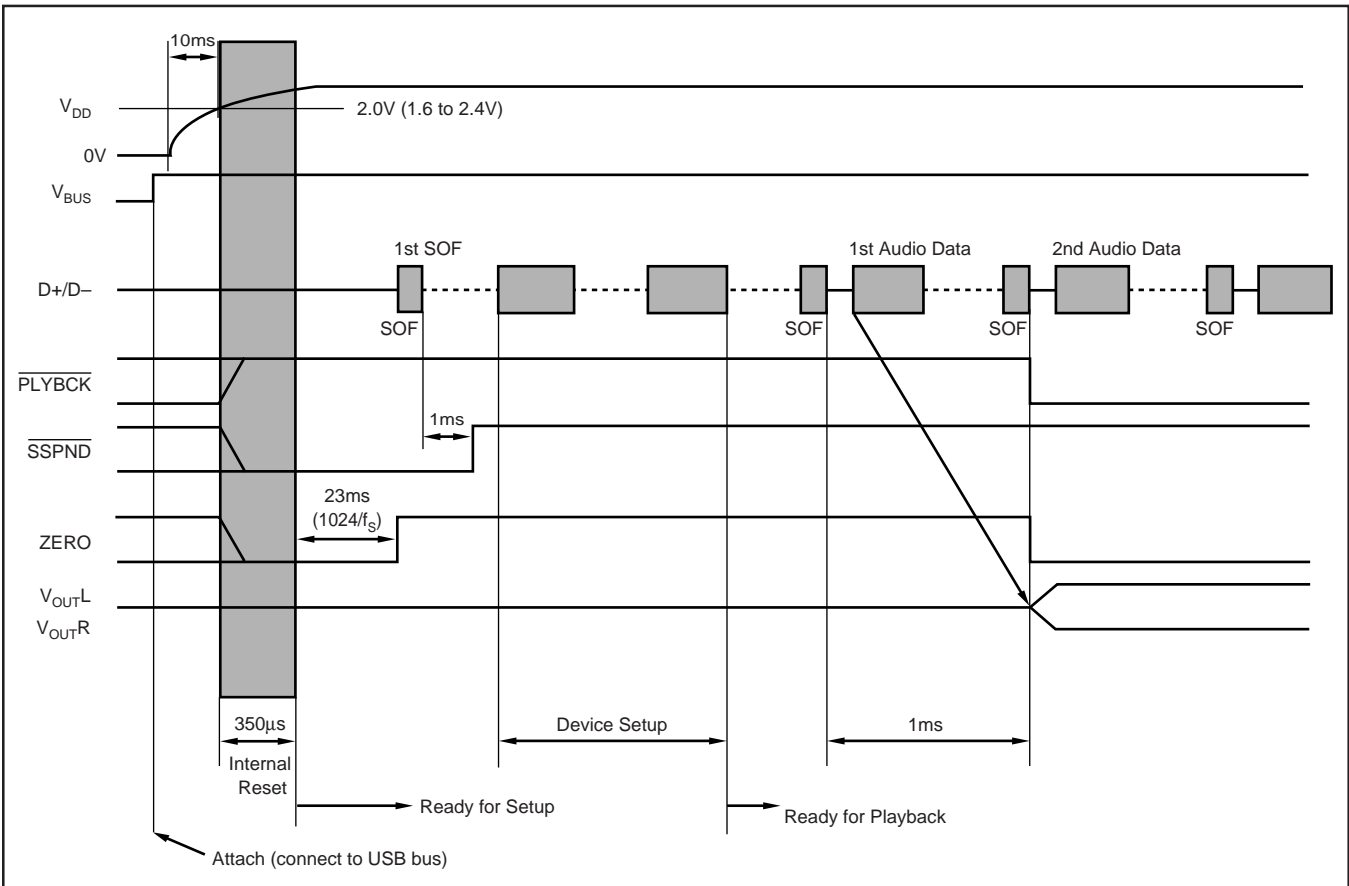 10ms
VDD
2.0V (1.6 to 2.4V)
0V
VBUS
1st SOF
1st Audio Data
2nd Audio Data
D+/D–
SOF
SOF
SOF
SOF
PLYBCK
1ms
SSPND
23ms
(1024/fS)
ZERO
VOUTL
VOUTR
350µs
Device Setup
1ms
Internal
Reset
Ready for Setup
Ready for Playback
Attach (connect to USB bus)